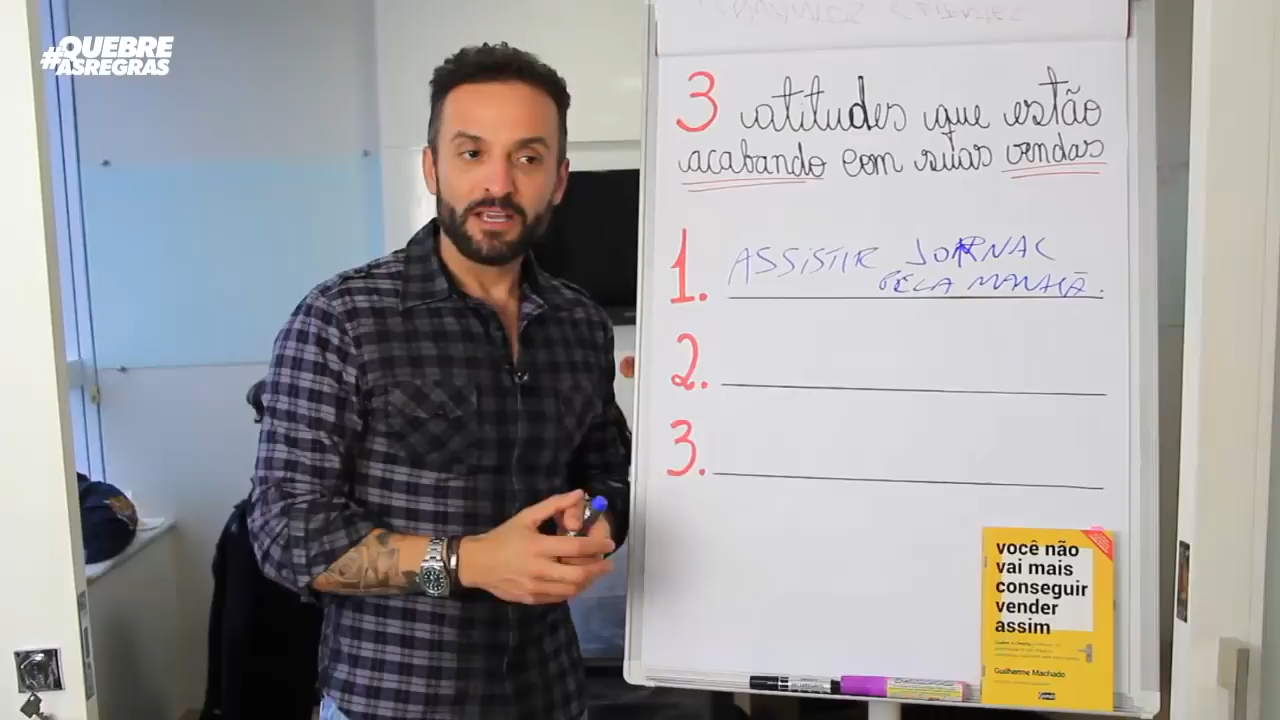 #QUEBRE
ASREGRAS
3 atitudes que estão
acabando com suas vendas
1. ASSISTIR JORNAL
PELA MANHÃ.
2.
3.
você não
vai mais
conseguir
vender
assim
Guilherme Machado